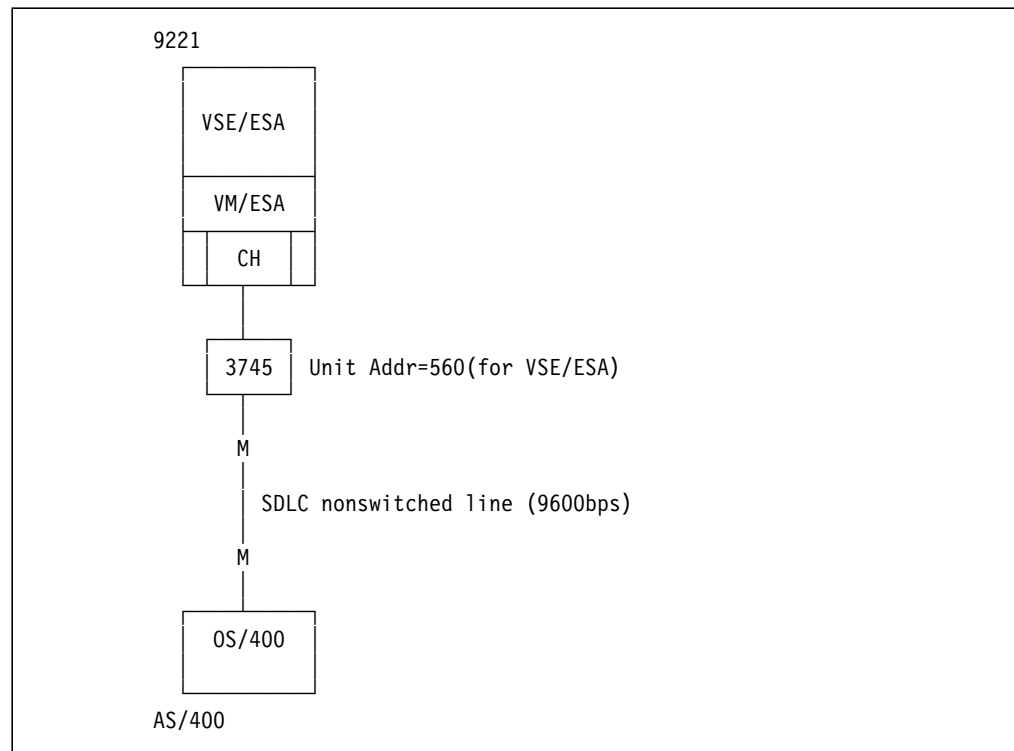 9221
VSE/ESA
VM/ESA
CH
3745 Unit Addr=560(for VSE/ESA)
M
SDLC nonswitched line (9600bps)
M
OS/400
AS/400